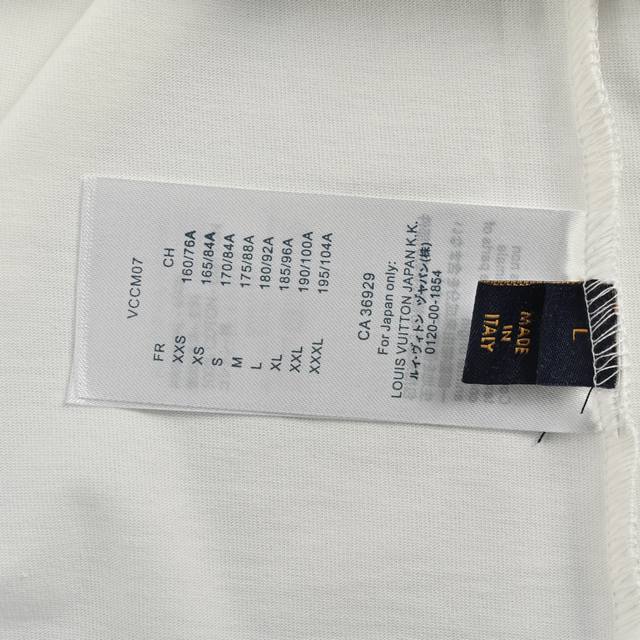 VCCM07
FR CH
XXS 160/76A
XS 165/84A
S 170/84A
M 175/88A
L 180/92A
XL 185/96A
XXL 190/100A
XXXL 195/104A
CA 36929
For Japan only:
LOUIS VUITTON JAPAN K.K.
ルイ・ヴィトン ジャパン(株)
0120-00-1854
L
MADE
IN
ITALY